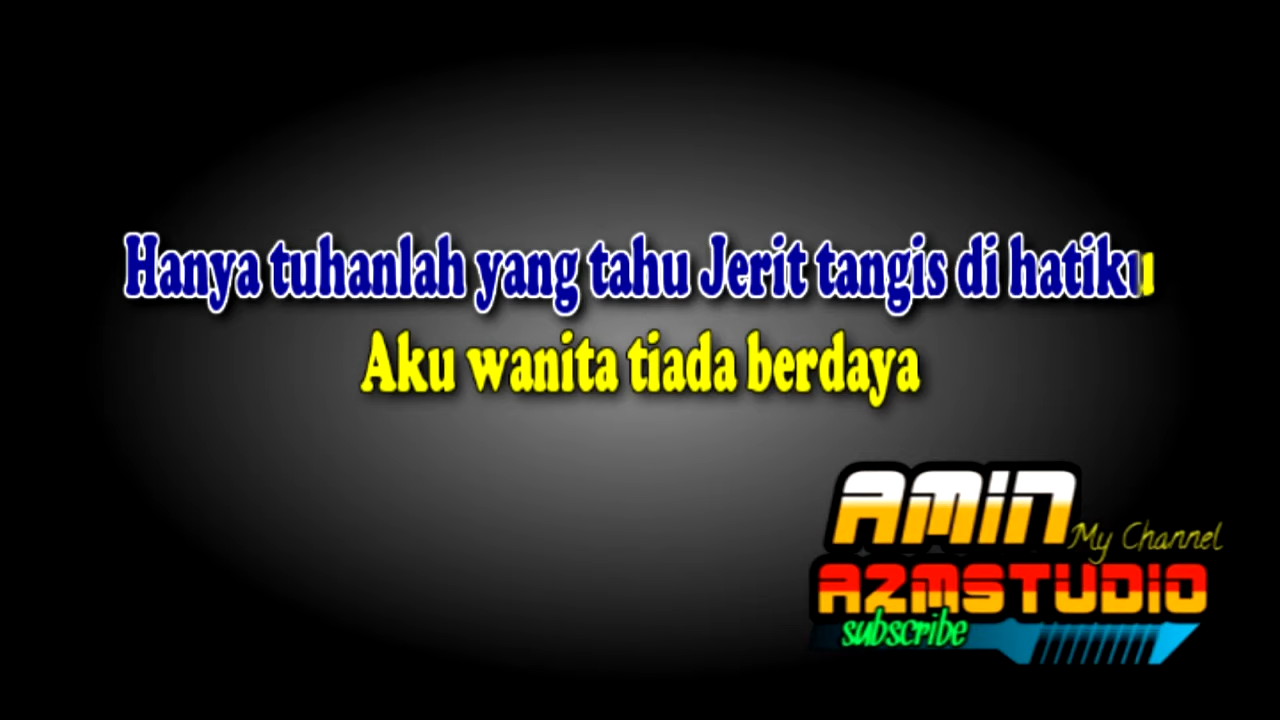 Hanya tuhanlah yang tahu Jerit tangis di hatiku
Aku wanita tiada berdaya
AMIN
My Channel
AZMSTUDIO
subscribe